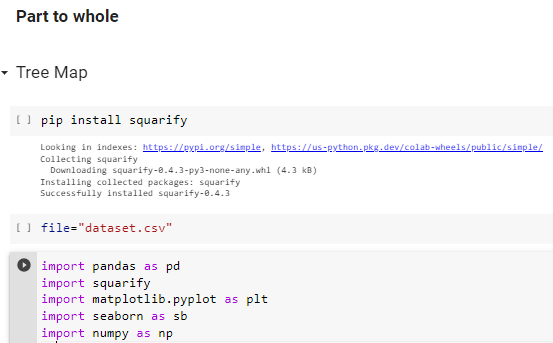 Part to whole
Tree Map
[ ] pip install squarify
Looking in indexes: https://pypi.org/simple, https://us-python.pkg.dev/colab-wheels/public/simple/
Collecting squarify
Downloading squarify-0.4.3-py3-none-any.whl (4.3 kB)
Installing collected packages: squarify
Successfully installed squarify-0.4.3
[ ] file="dataset.csv"
import pandas as pd
import squarify
import matplotlib.pyplot as plt
import seaborn as sb
import numpy as np